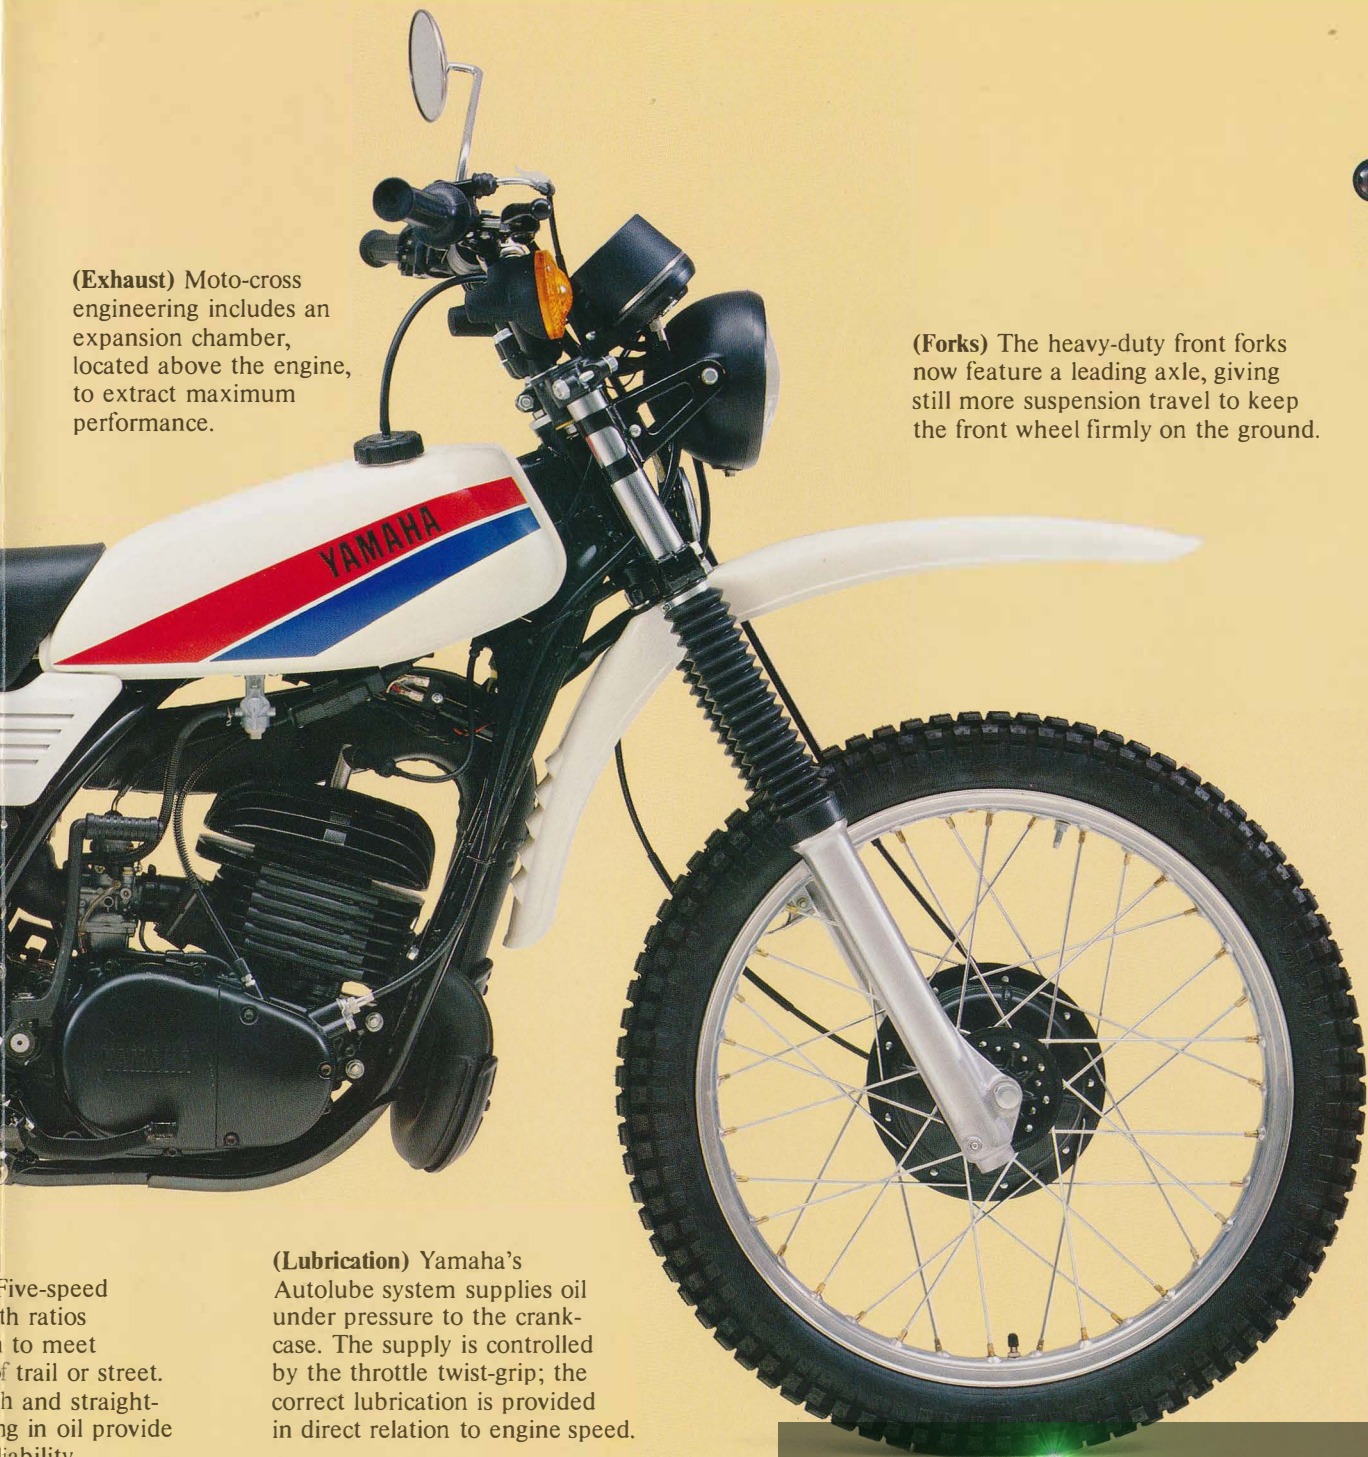 (Exhaust) Moto-cross
engineering includes an
expansion chamber,
located above the engine,
to extract maximum
performance.
(Forks) The heavy-duty front forks
now feature a leading axle, giving
still more suspension travel to keep
the front wheel firmly on the ground.
YAMAHA
YAMAHA
Five-speed
th ratios
to meet
f trail or street.
h and straight-
ng in oil provide
iability.
(Lubrication) Yamaha's
Autolube system supplies oil
under pressure to the crank-
case. The supply is controlled
by the throttle twist-grip; the
correct lubrication is provided
in direct relation to engine speed.